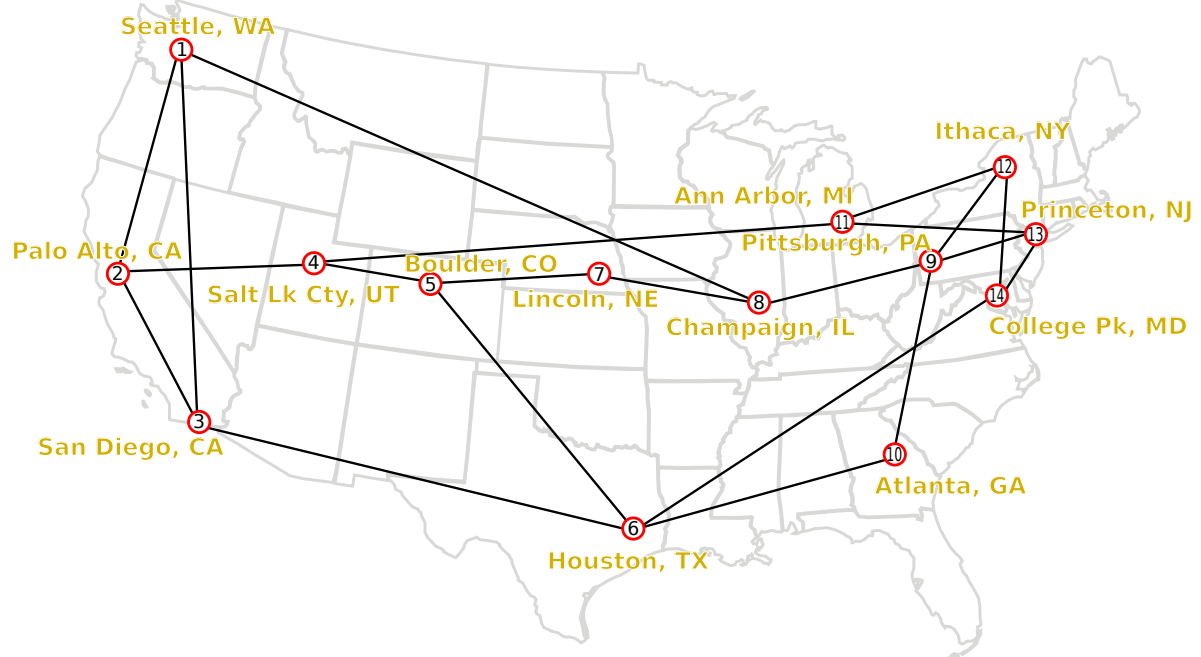 Seattle, WA
1
Ithaca, NY
12
Ann Arbor, MI
11
Princeton, NJ
13
Palo Alto, CA
2
4
Boulder, CO
5
7
Pittsburgh, PA
9
Salt Lk Cty, UT
Lincoln, NE
8
14
Champaign, IL
College Pk, MD
3
San Diego, CA
10
Atlanta, GA
6
Houston, TX